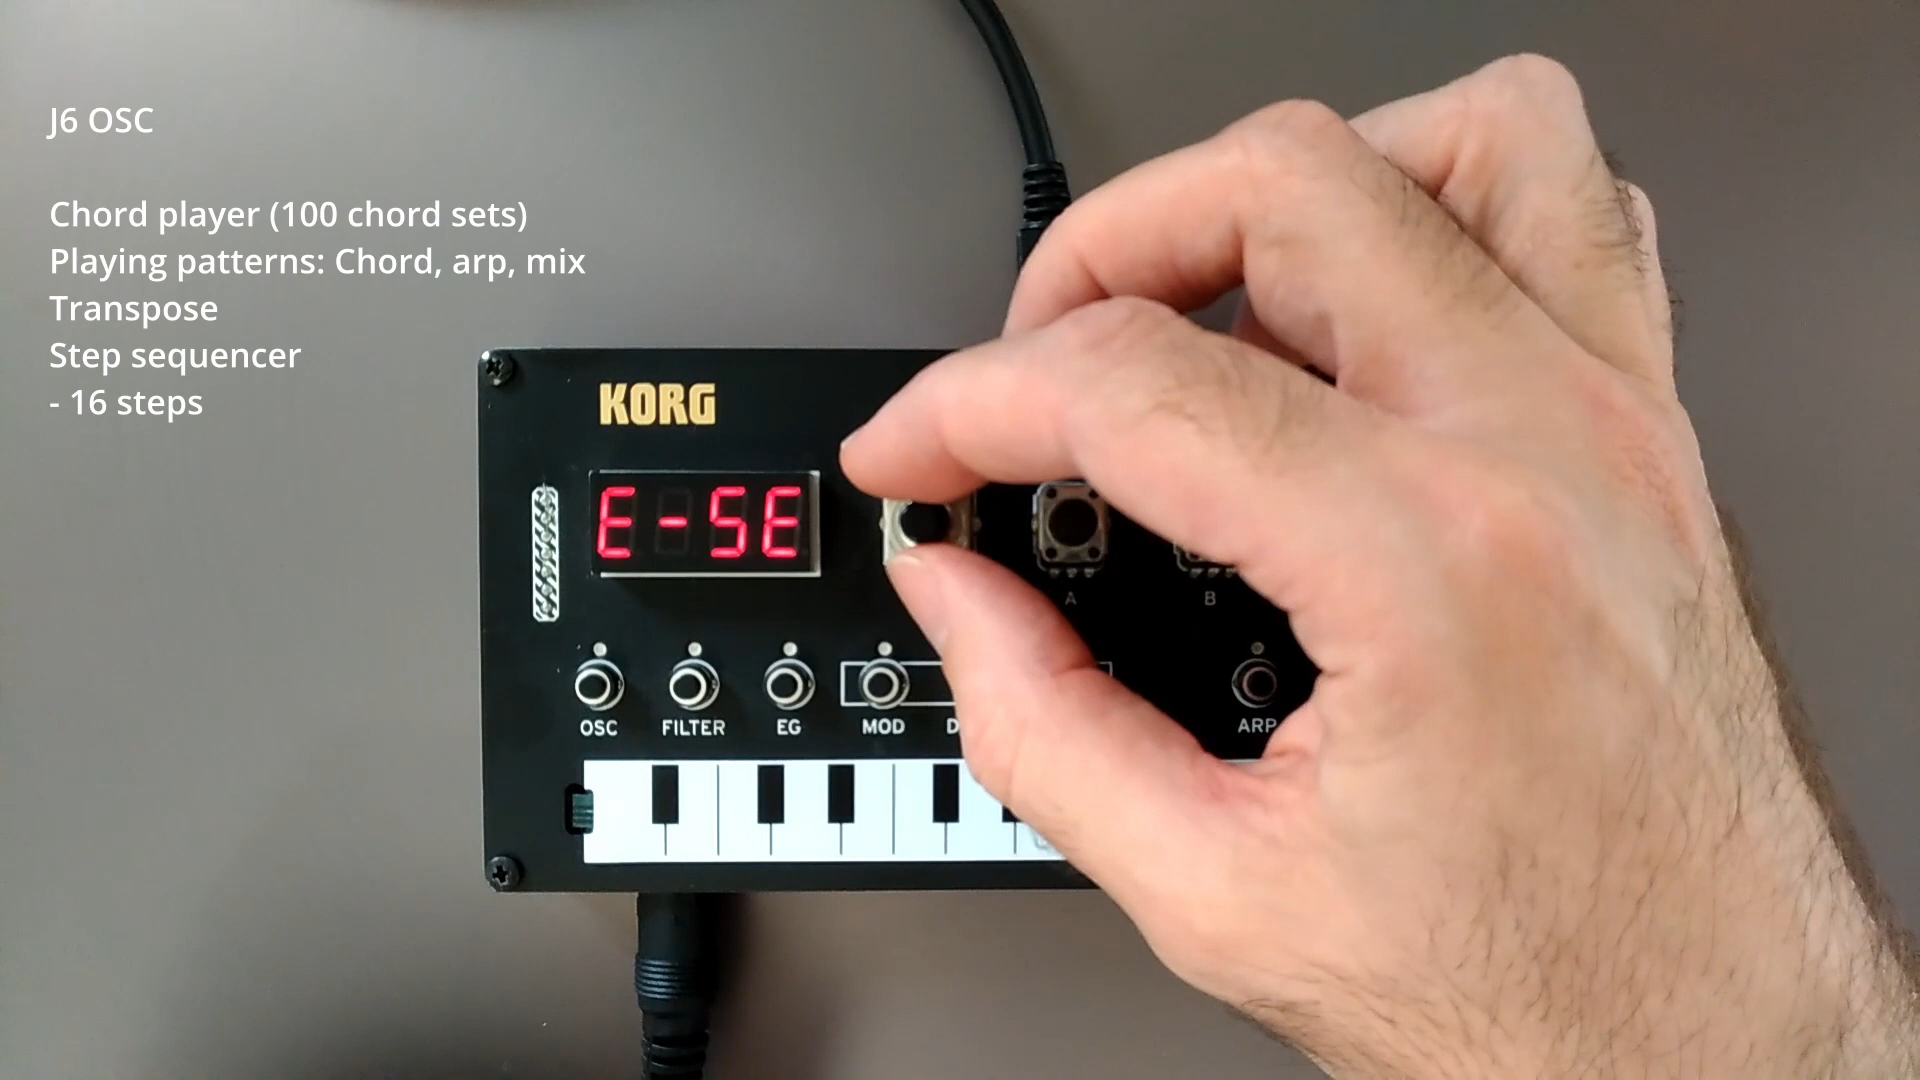 J6 OSC
Chord player (100 chord sets)
Playing patterns: Chord, arp, mix
Transpose
Step sequencer
- 16 steps
KORG
E-SE
A B
OSC FILTER EG MOD D ARP